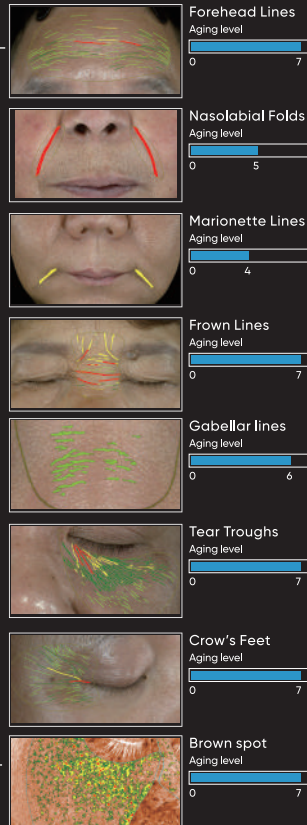 Forehead Lines
Aging level
0 7
Nasolabial Folds
Aging level
0 5
Marionette Lines
Aging level
0 4
Frown Lines
Aging level
0 7
Gabellar lines
Aging level
0 6
Tear Troughs
Aging level
0 7
Crow's Feet
Aging level
0 7
Brown spot
Aging level
0 7